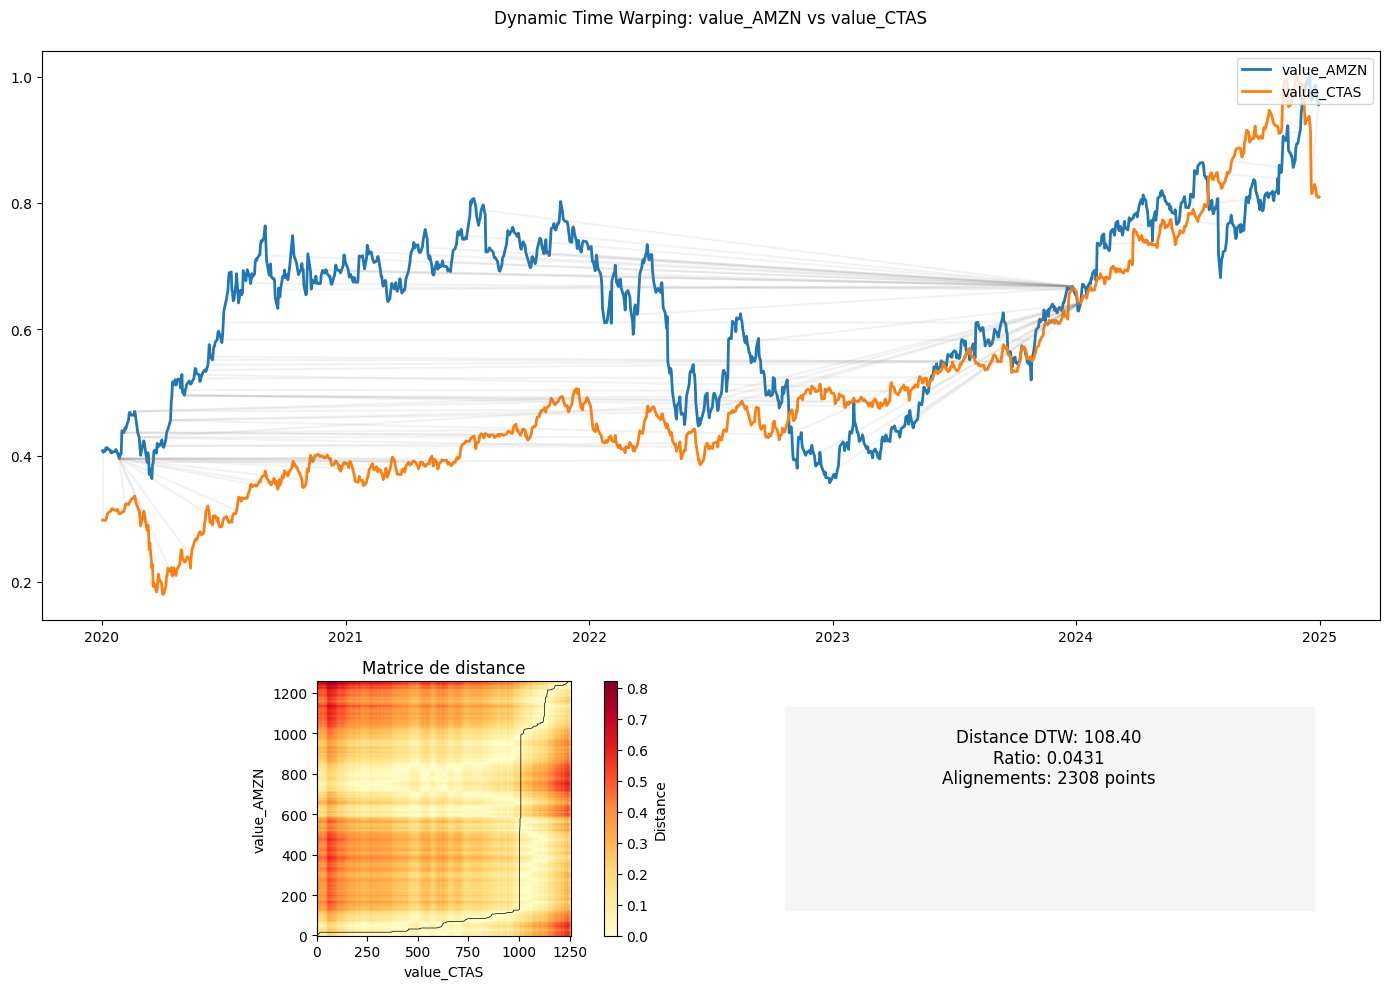 Dynamic Time Warping: value_AMZN vs value_CTAS
value_AMZN
value_CTAS
1.0
0.8
0.6
0.4
0.2
2020 2021 2022 2023 2024 2025
Matrice de distance
value_AMZN
1200
1000
800
600
400
200
0
0 250 500 750 1000 1250
value_CTAS
0.8
0.7
0.6
0.5
0.4
0.3
0.2
0.1
0.0
Distance
Distance DTW: 108.40
Ratio: 0.0431
Alignements: 2308 points